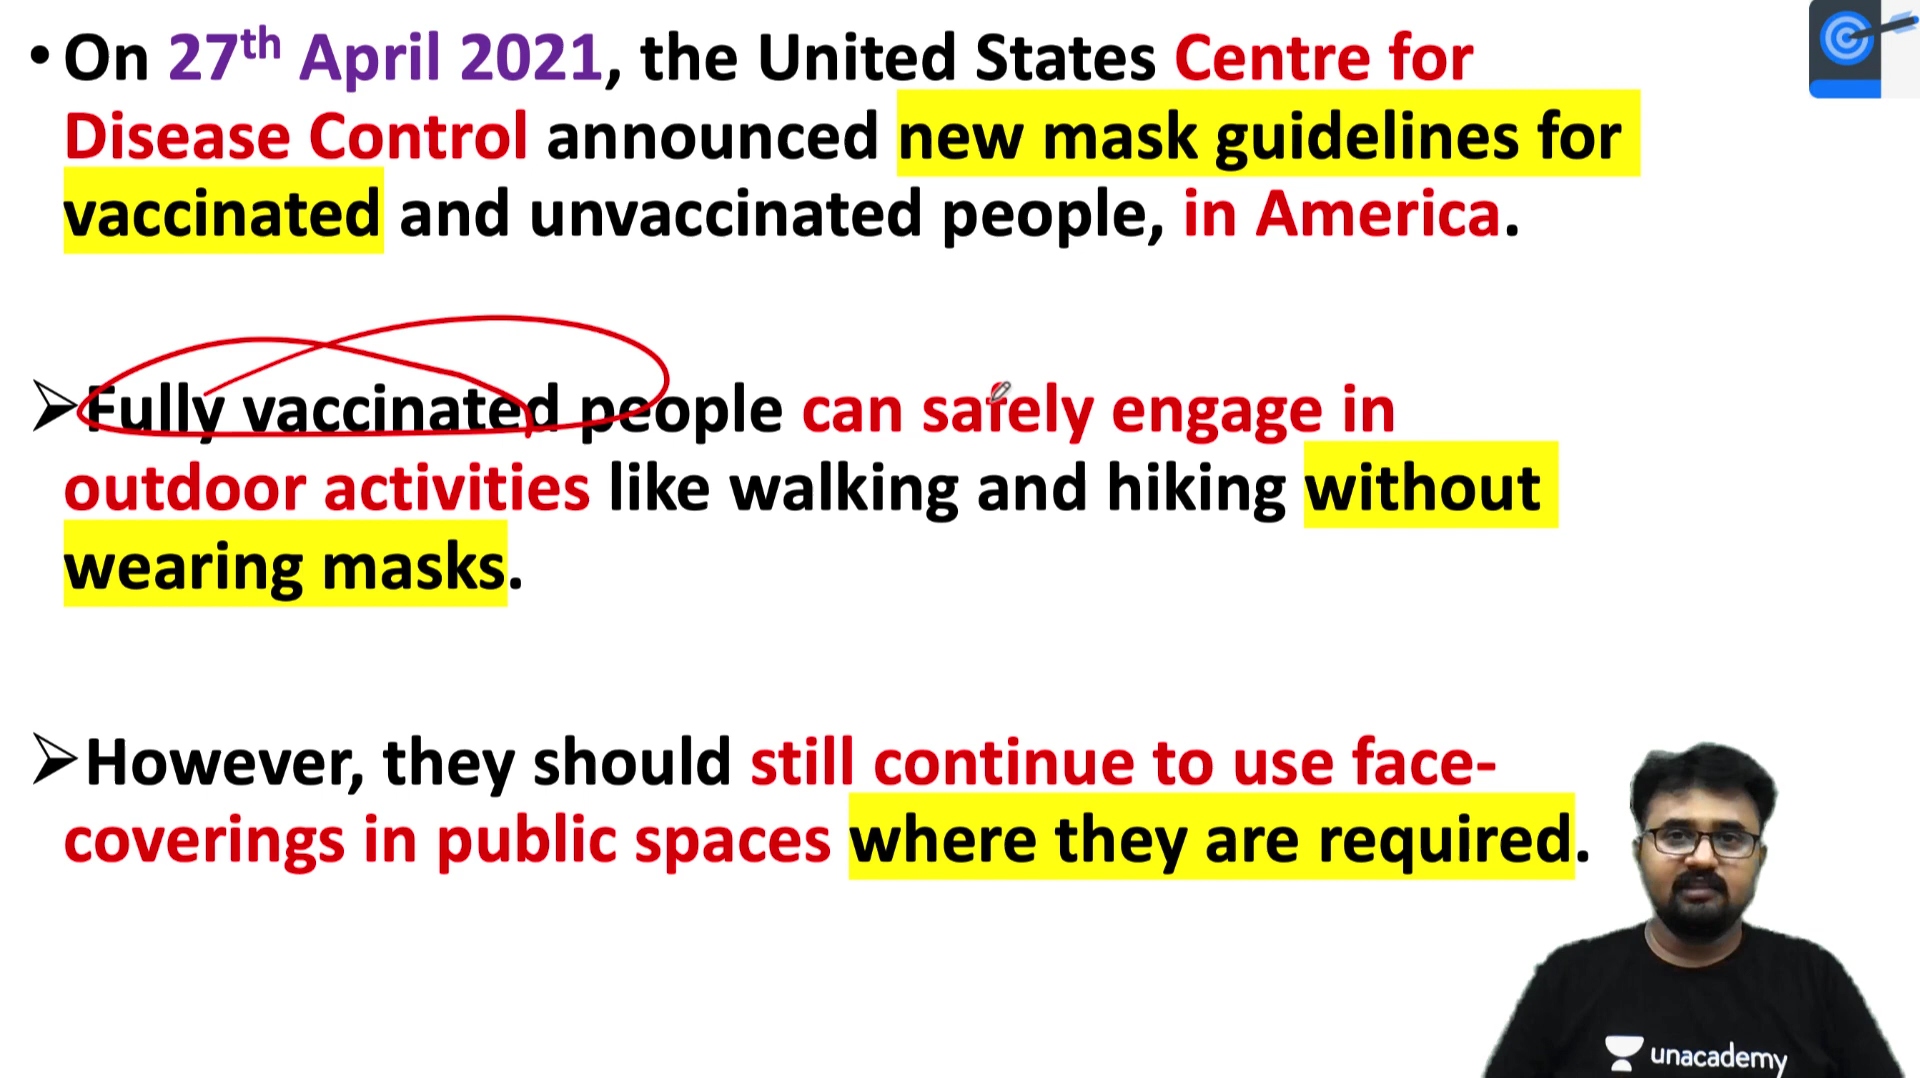 • On 27th April 2021, the United States Centre for
Disease Control announced new mask guidelines for
vaccinated and unvaccinated people, in America.
➢Fully vaccinated people can safely engage in
outdoor activities like walking and hiking without
wearing masks.
➢However, they should still continue to use face-
coverings in public spaces where they are required.
unacademy